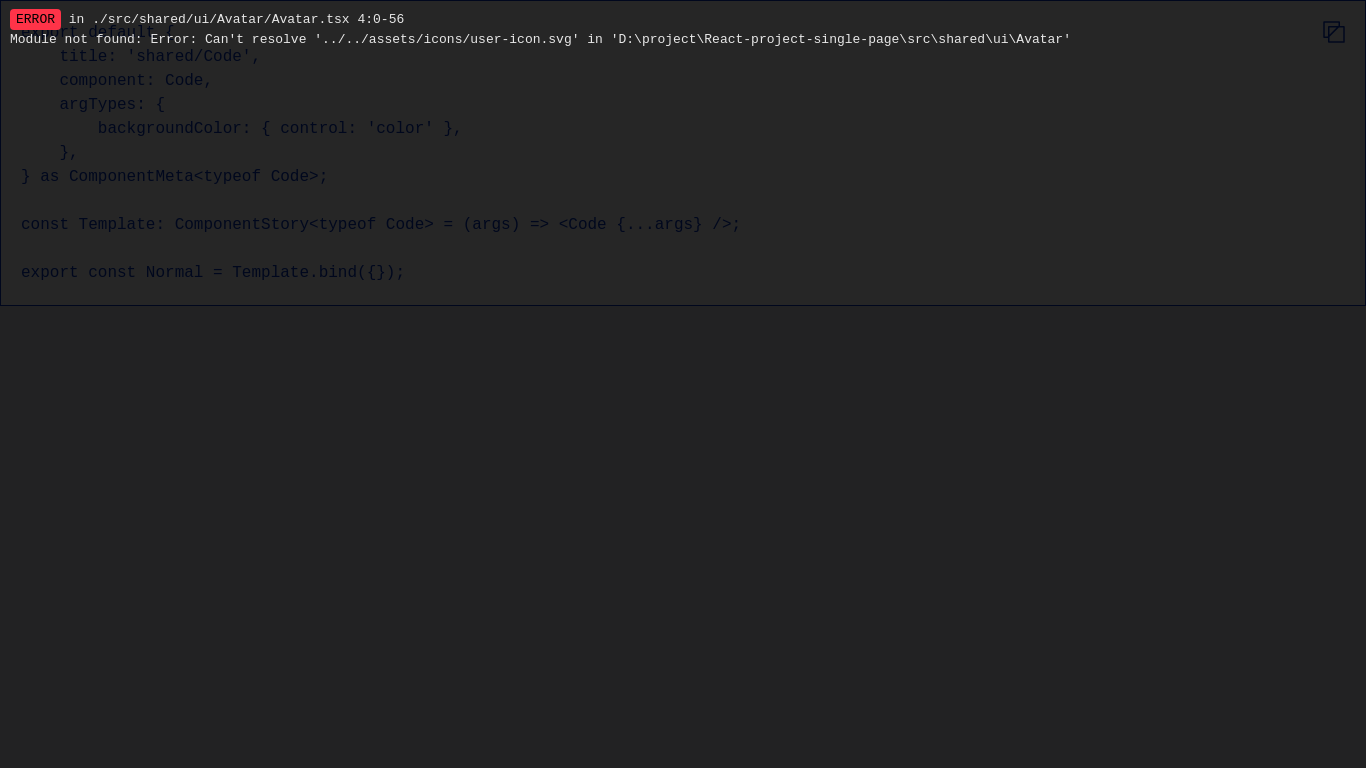 ERROR in ./src/shared/ui/Avatar/Avatar.tsx 4:0-56
export default {
Module not found: Error: Can't resolve '../../assets/icons/user-icon.svg' in 'D:\project\React-project-single-page\src\shared\ui\Avatar'
title: 'shared/Code',
component: Code,
argTypes: {
backgroundColor: { control: 'color' },
},
} as ComponentMeta<typeof Code>;
const Template: ComponentStory<typeof Code> = (args) => <Code {...args} />;
export const Normal = Template.bind({});